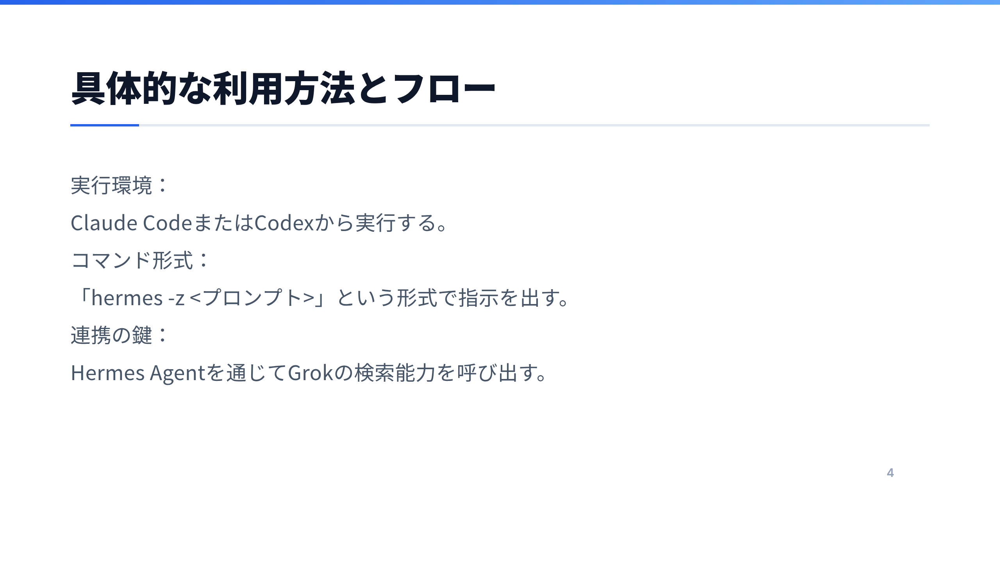 具体的な利用方法とフロー
実行環境：
Claude CodeまたはCodexから実行する。
コマンド形式：
「hermes -z <プロンプト>」という形式で指示を出す。
連携の鍵：
Hermes Agentを通じてGrokの検索能力を呼び出す。
4